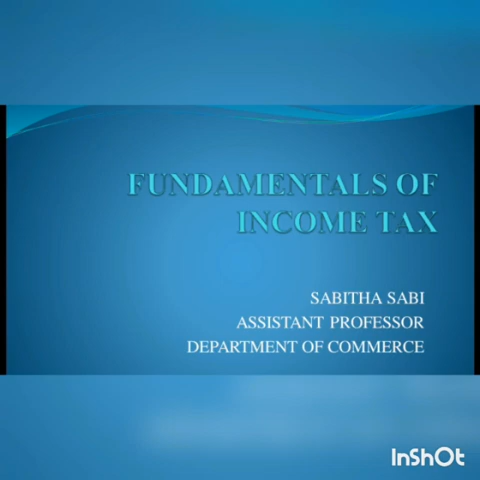 FUNDAMENTALS OF
INCOME TAX
SABITHA SABI
ASSISTANT PROFESSOR
DEPARTMENT OF COMMERCE
InShOt